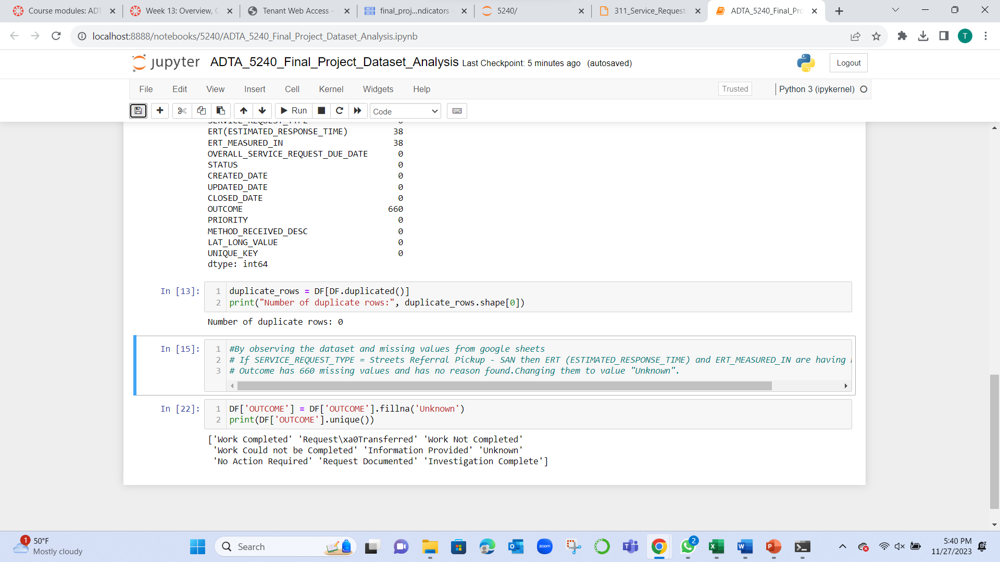 Course modules: ADT
Week 13: Overview, C
Tenant Web Access -
final_proj...ndicators -
5240/
311_Service_Request
ADTA_5240_Final_Pro
localhost:8888/notebooks/5240/ADTA_5240_Final_Project_Dataset_Analysis.ipynb
T
jupyter ADTA_5240_Final_Project_Dataset_Analysis Last Checkpoint: 5 minutes ago (autosaved)
Logout
File Edit View Insert Cell Kernel Widgets Help
Trusted
Python 3 (ipykernel)
Run
Code
SERVICE_REQUEST_TYPE 0
ERT(ESTIMATED_RESPONSE_TIME) 38
ERT_MEASURED_IN 38
OVERALL_SERVICE_REQUEST_DUE_DATE 0
STATUS 0
CREATED_DATE 0
UPDATED_DATE 0
CLOSED_DATE 0
OUTCOME 660
PRIORITY 0
METHOD_RECEIVED_DESC 0
LAT_LONG_VALUE 0
UNIQUE_KEY 0
dtype: int64
In [13]:
1 duplicate_rows = DF[DF.duplicated()]
2 print("Number of duplicate rows:", duplicate_rows.shape[0])
Number of duplicate rows: 0
In [15]:
1 #By observing the dataset and missing values from google sheets
2 # If SERVICE_REQUEST_TYPE = Streets Referral Pickup - SAN then ERT (ESTIMATED_RESPONSE_TIME) and ERT_MEASURED_IN are having
3 # Outcome has 660 missing values and has no reason found.Changing them to value "Unknown".
In [22]:
1 DF['OUTCOME'] = DF['OUTCOME'].fillna('Unknown')
2 print(DF['OUTCOME'].unique())
['Work Completed' 'Request\xa0Transferred' 'Work Not Completed'
'Work Could not be Completed' 'Information Provided' 'Unknown'
'No Action Required' 'Request Documented' 'Investigation Complete']
1
50°F
Mostly cloudy
Search
zoom
2
5:40 PM
11/27/2023